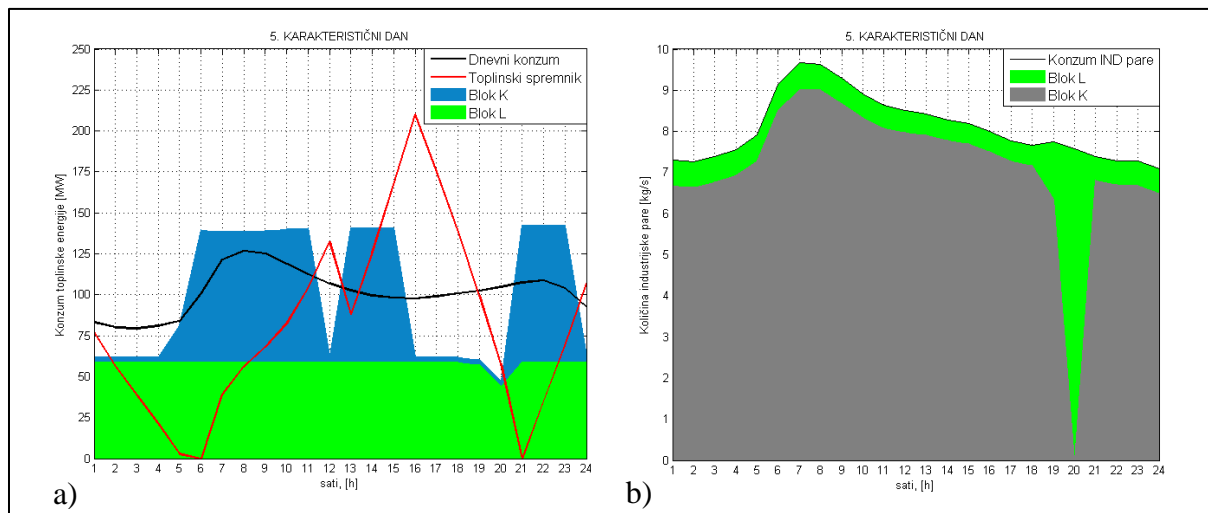 5. KARAKTERISTIČNI DAN
Konzum toplinske energije [MW]
250
225
200
175
150
125
100
75
50
25
0
Dnevni konzum
Toplinski spremnik
Blok K
Blok L
1 2 3 4 5 6 7 8 9 10 11 12 13 14 15 16 17 18 19 20 21 22 23 24
sati, [h]
a)
5. KARAKTERISTIČNI DAN
Količina industrijske pare [kg/s]
10
9
8
7
6
5
4
3
2
1
0
Konzum IND pare
Blok L
Blok K
1 2 3 4 5 6 7 8 9 10 11 12 13 14 15 16 17 18 19 20 21 22 23 24
sati, [h]
b)